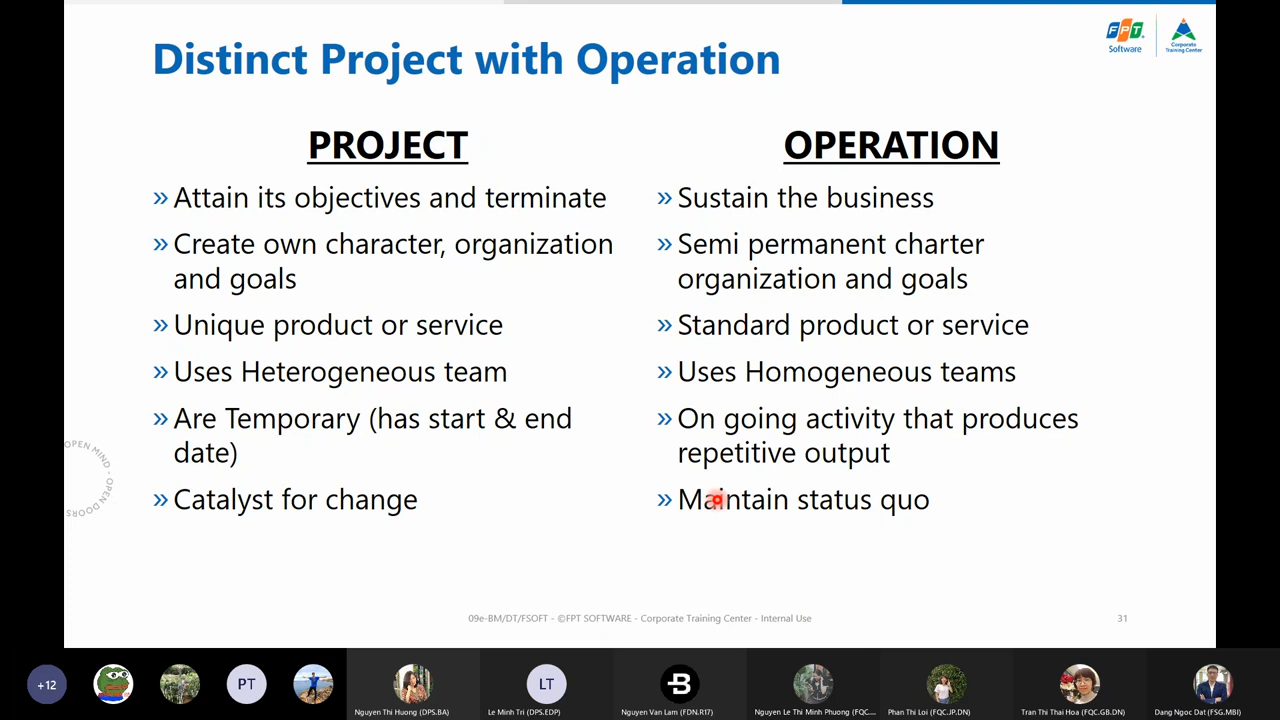 Distinct Project with Operation
FPT
Software
Corporate
Training Center
PROJECT
» Attain its objectives and terminate
» Create own character, organization
and goals
» Unique product or service
» Uses Heterogeneous team
» Are Temporary (has start & end
date)
» Catalyst for change
OPERATION
» Sustain the business
» Semi permanent charter
organization and goals
» Standard product or service
» Uses Homogeneous teams
» On going activity that produces
repetitive output
» Maintain status quo
OPEN MIND - OPEN DOORS
09e-BM/DT/FSOFT - ©FPT SOFTWARE - Corporate Training Center - Internal Use
31
+12
PT
LT
B
Nguyen Thi Huong (DPS.BA)
Le Minh Tri (DPS.EDP)
Nguyen Van Lam (FDN.R17)
Nguyen Le Thi Minh Phuong (FQC....
Phan Thi Loi (FQC.JP.DN)
Tran Thi Thai Hoa (FQC.GB.DN)
Dang Ngoc Dat (FSG.MBI)